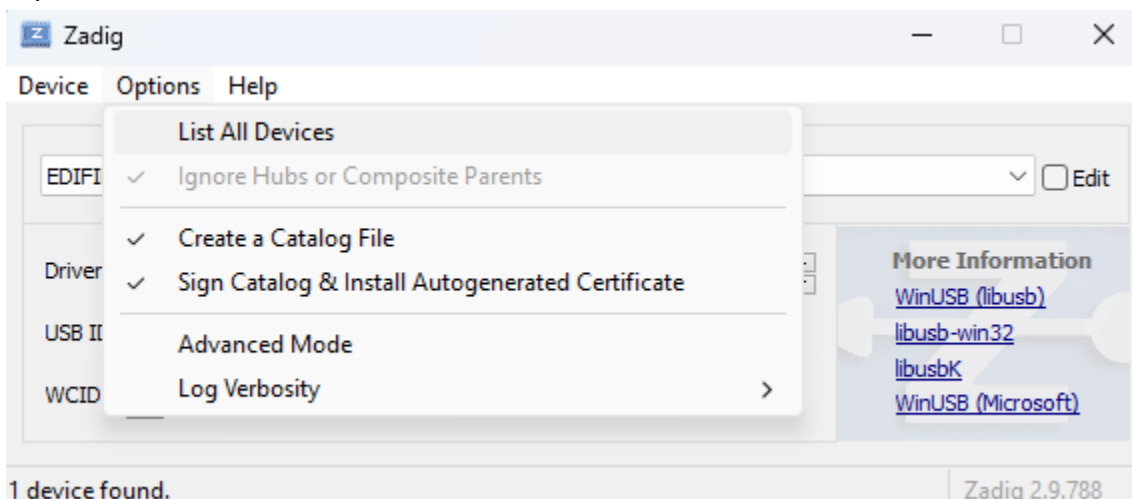 Zadig
Device Options Help
List All Devices
EDIFI
Ignore Hubs or Composite Parents
Edit
Create a Catalog File
Driver
Sign Catalog & Install Autogenerated Certificate
More Information
WinUSB (libusb)
USB
Advanced Mode
libusb-win32
libusbK
WCID
Log Verbosity
WinUSB (Microsoft)
1 device found.
Zadig 2.9.788